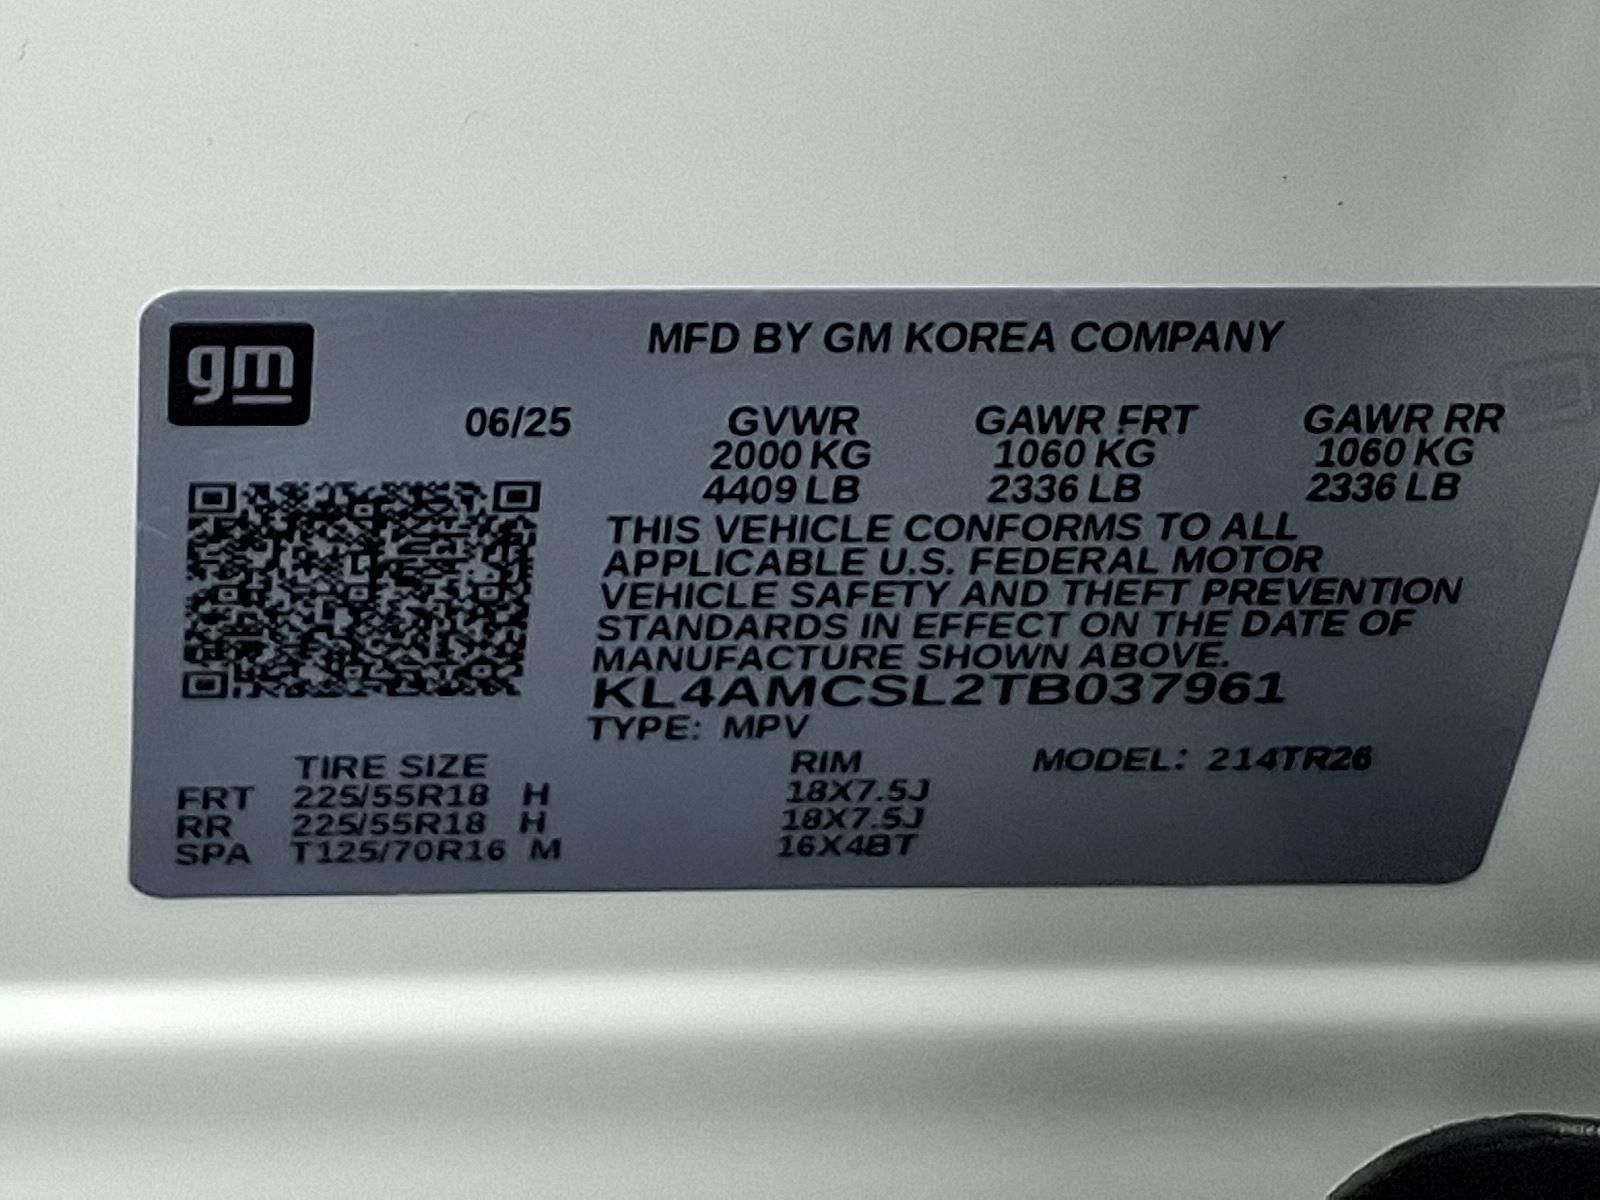 gm
MFD BY GM KOREA COMPANY
06/25 GVWR GAWR FRT GAWR RR
2000 KG 1060 KG 1060 KG
4409 LB 2336 LB 2336 LB
THIS VEHICLE CONFORMS TO ALL
APPLICABLE U.S. FEDERAL MOTOR
VEHICLE SAFETY AND THEFT PREVENTION
STANDARDS IN EFFECT ON THE DATE OF
MANUFACTURE SHOWN ABOVE.
KL4AMCSL2TB037961
TYPE: MPV
TIRE SIZE RIM MODEL: 214TR26
FRT 225/55R18 H 18X7.5J
RR 225/55R18 H 18X7.5J
SPA T125/70R16 M 16X4BT